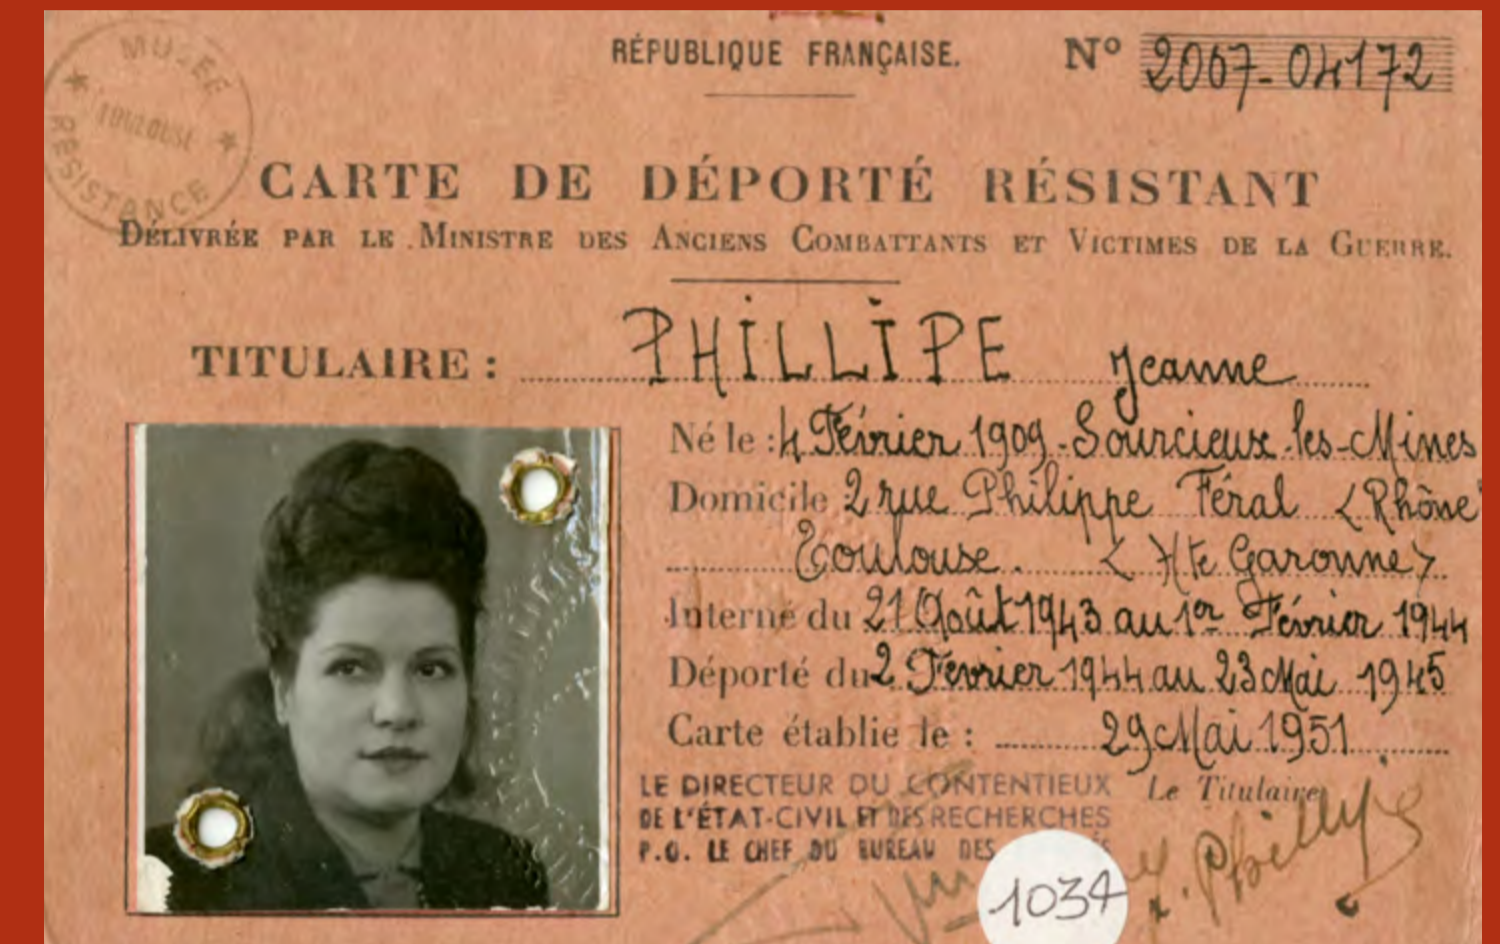 MUSÉE
TOULOUSE
RÉSISTANCE
RÉPUBLIQUE FRANÇAISE.
N° 2067-04172
CARTE DE DÉPORTÉ RÉSISTANT
DÉLIVRÉE PAR LE MINISTRE DES ANCIENS COMBATTANTS ET VICTIMES DE LA GUERRE.
TITULAIRE : PHILLIPE Jeanne
Né le : 4 Février 1909 - Sourcieux-les-Mines
Domicile 2 rue Philippe Féral (Rhône
Toulouse. (Hte Garonne)
Interné du 21 Août 1943 au 1er Février 1944
Déporté du 2 Février 1944 au 23 Mai 1945
Carte établie le : 29 Mai 1951
LE DIRECTEUR DU CONTENTIEUX Le Titulaire
DE L'ÉTAT-CIVIL ET DES RECHERCHES
P.O. LE CHEF DU BUREAU DES
J. Phillipe
1034